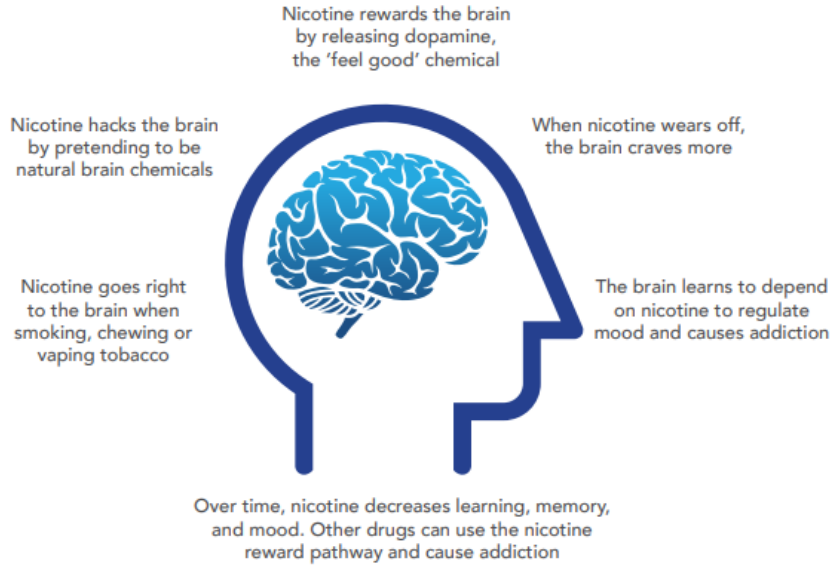 Nicotine rewards the brain
by releasing dopamine,
the 'feel good' chemical
Nicotine hacks the brain
by pretending to be
natural brain chemicals
When nicotine wears off,
the brain craves more
Nicotine goes right
to the brain when
smoking, chewing or
vaping tobacco
The brain learns to depend
on nicotine to regulate
mood and causes addiction
Over time, nicotine decreases learning, memory,
and mood. Other drugs can use the nicotine
reward pathway and cause addiction